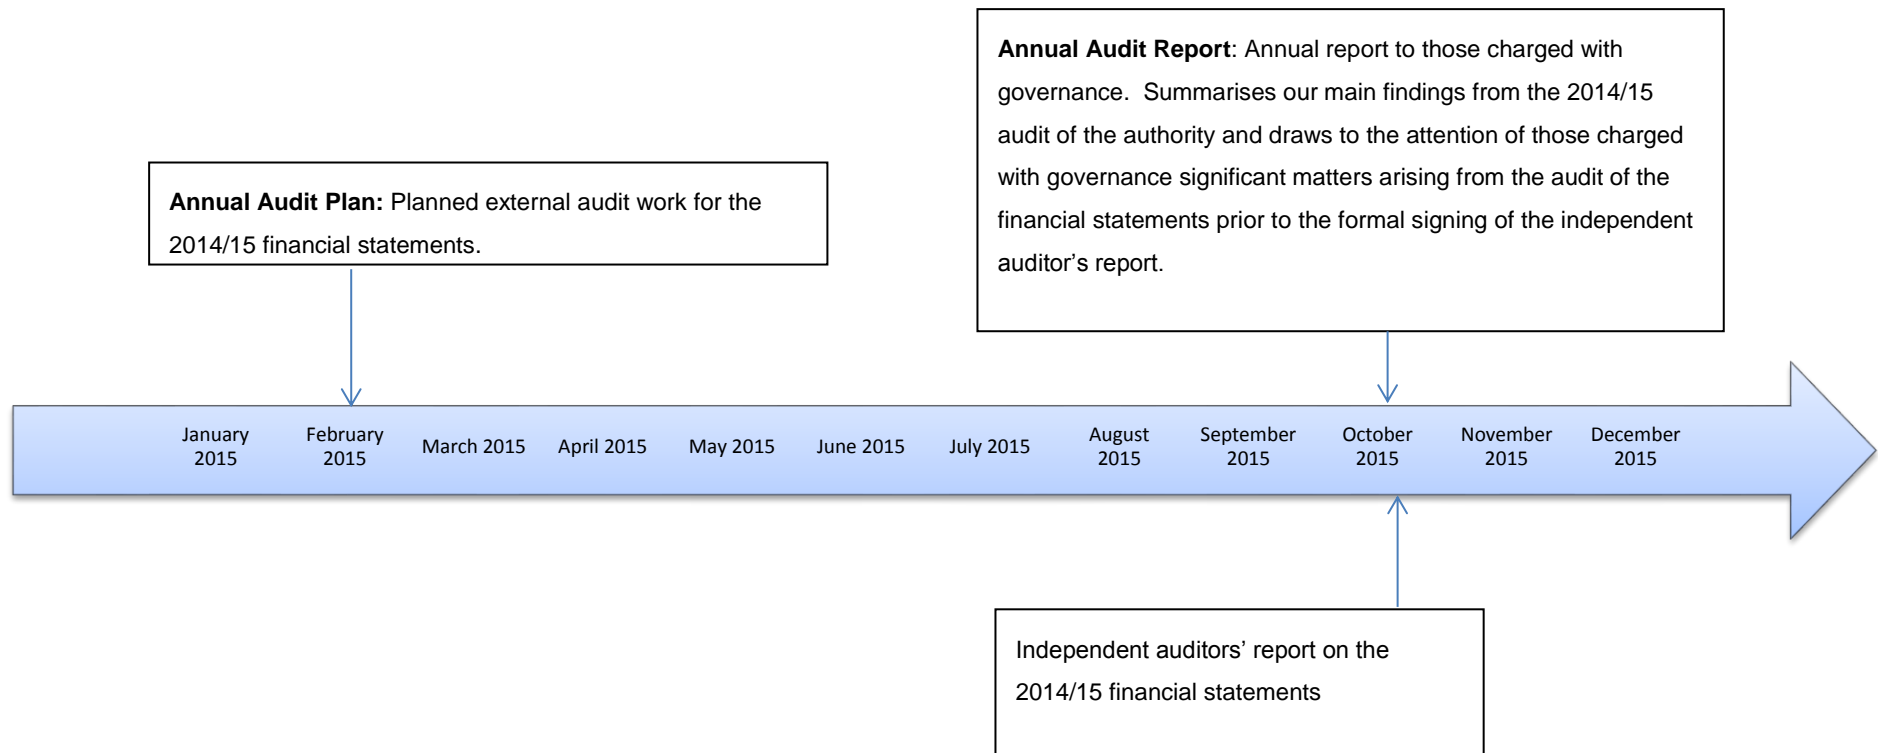 Annual Audit Report: Annual report to those charged with
governance.  Summarises our main findings from the 2014/15
audit of the authority and draws to the attention of those charged
with governance significant matters arising from the audit of the
financial statements prior to the formal signing of the independent
auditor’s report.
Annual Audit Plan: Planned external audit work for the
2014/15 financial statements.
January
2015
February
2015
March 2015
April 2015
May 2015
June 2015
July 2015
August
2015
September
2015
October
2015
November
2015
December
2015
Independent auditors’ report on the
2014/15 financial statements